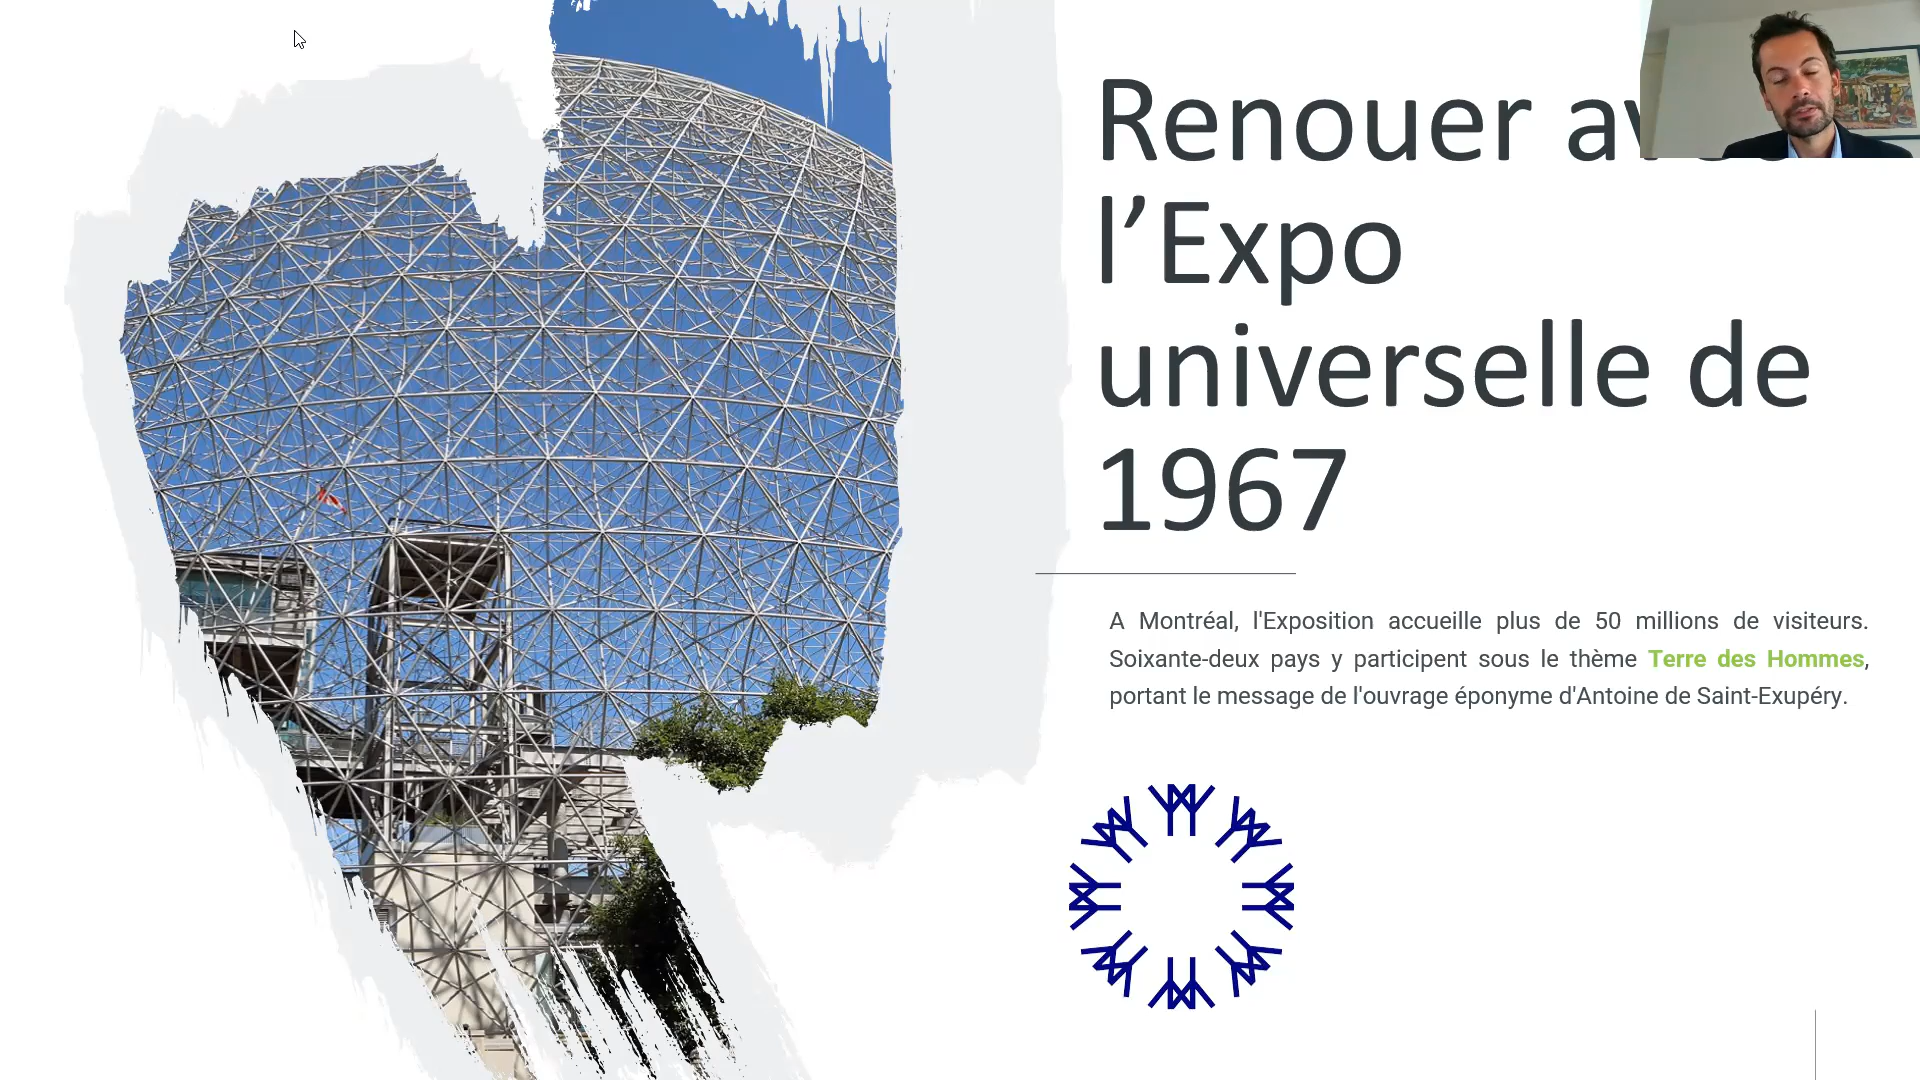 Renouer
l’Expo
universelle de
1967
A Montréal, l'Exposition accueille plus de 50 millions de visiteurs.
Soixante-deux pays y participent sous le thème Terre des Hommes,
portant le message de l'ouvrage éponyme d'Antoine de Saint-Exupéry.